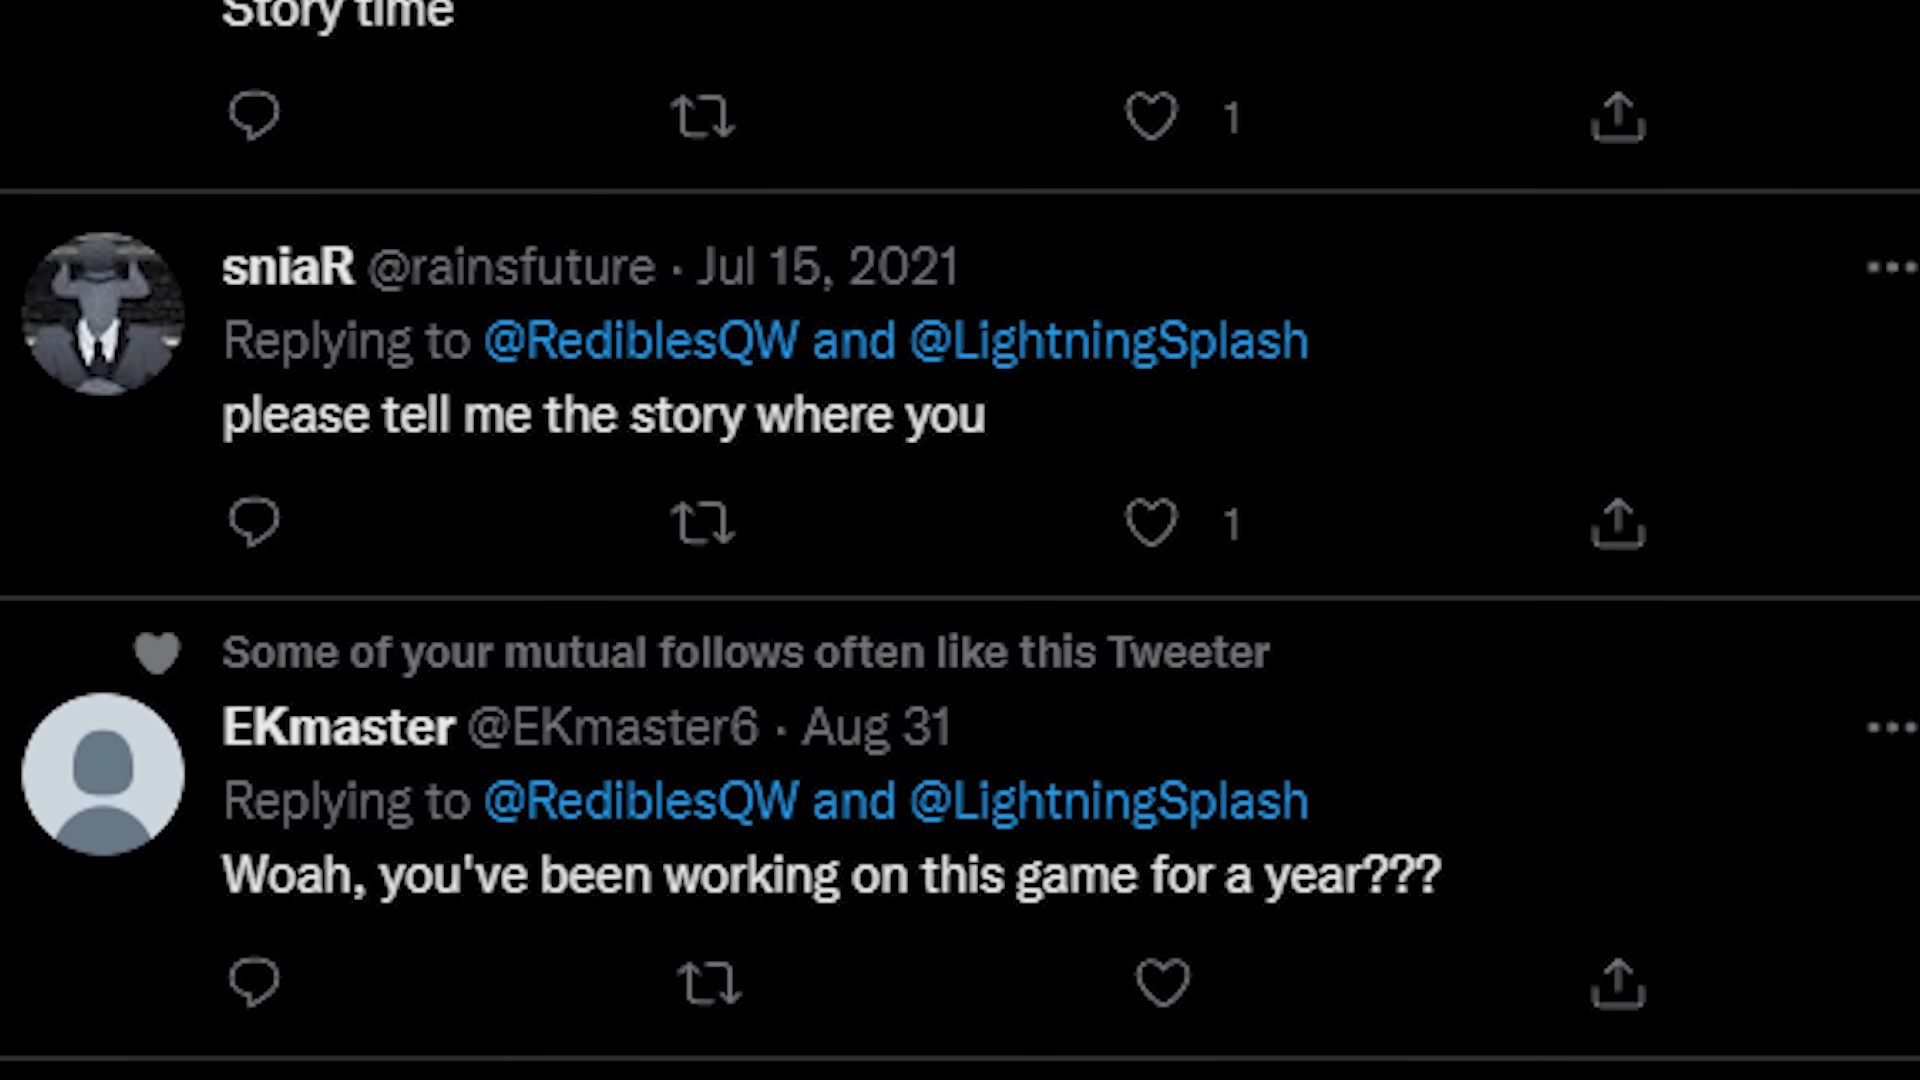 Story time
1
sniaR @rainsfuture · Jul 15, 2021
Replying to @RediblesQW and @LightningSplash
please tell me the story where you
1
Some of your mutual follows often like this Tweeter
EKmaster @EKmaster6 · Aug 31
Replying to @RediblesQW and @LightningSplash
Woah, you've been working on this game for a year???